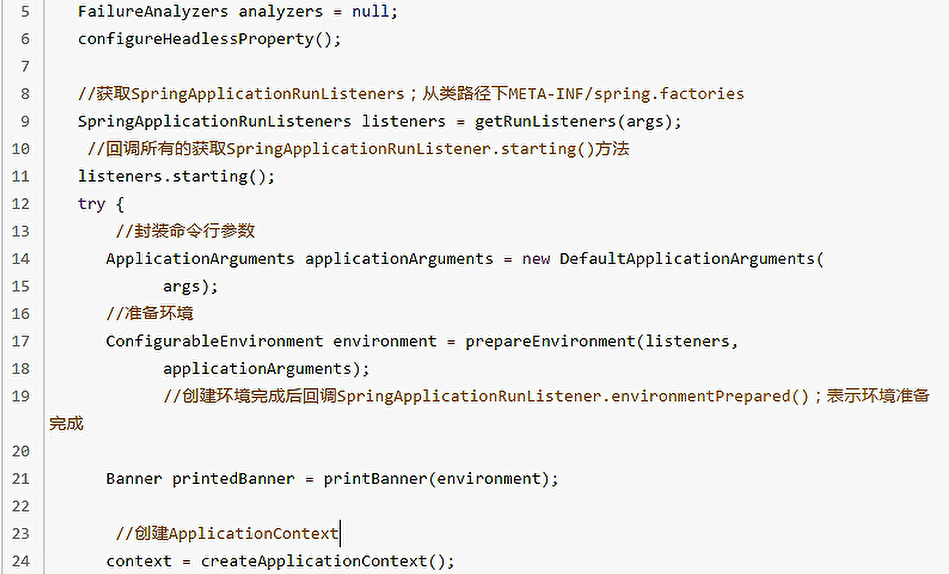 5 FailureAnalyzers analyzers = null;
6 configureHeadlessProperty();
7
8 //获取SpringApplicationRunListeners；从类路径下META-INF/spring.factories
9 SpringApplicationRunListeners listeners = getRunListeners(args);
10 //回调所有的获取SpringApplicationRunListener.starting()方法
11 listeners.starting();
12 try {
13 //封装命令行参数
14 ApplicationArguments applicationArguments = new DefaultApplicationArguments(
15 args);
16 //准备环境
17 ConfigurableEnvironment environment = prepareEnvironment(listeners,
18 applicationArguments);
19 //创建环境完成后回调SpringApplicationRunListener.environmentPrepared()；表示环境准备
完成
20
21 Banner printedBanner = printBanner(environment);
22
23 //创建ApplicationContext
24 context = createApplicationContext();